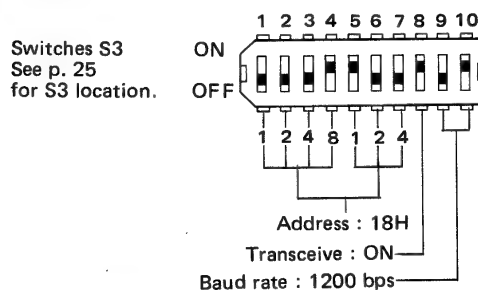 1 2 3 4 5 6 7 8 9 10
Switches S3
See p. 25
for S3 location.
ON
OFF
1 2 4 8 1 2 4
Address : 18H
Transceive : ON
Baud rate : 1200 bps